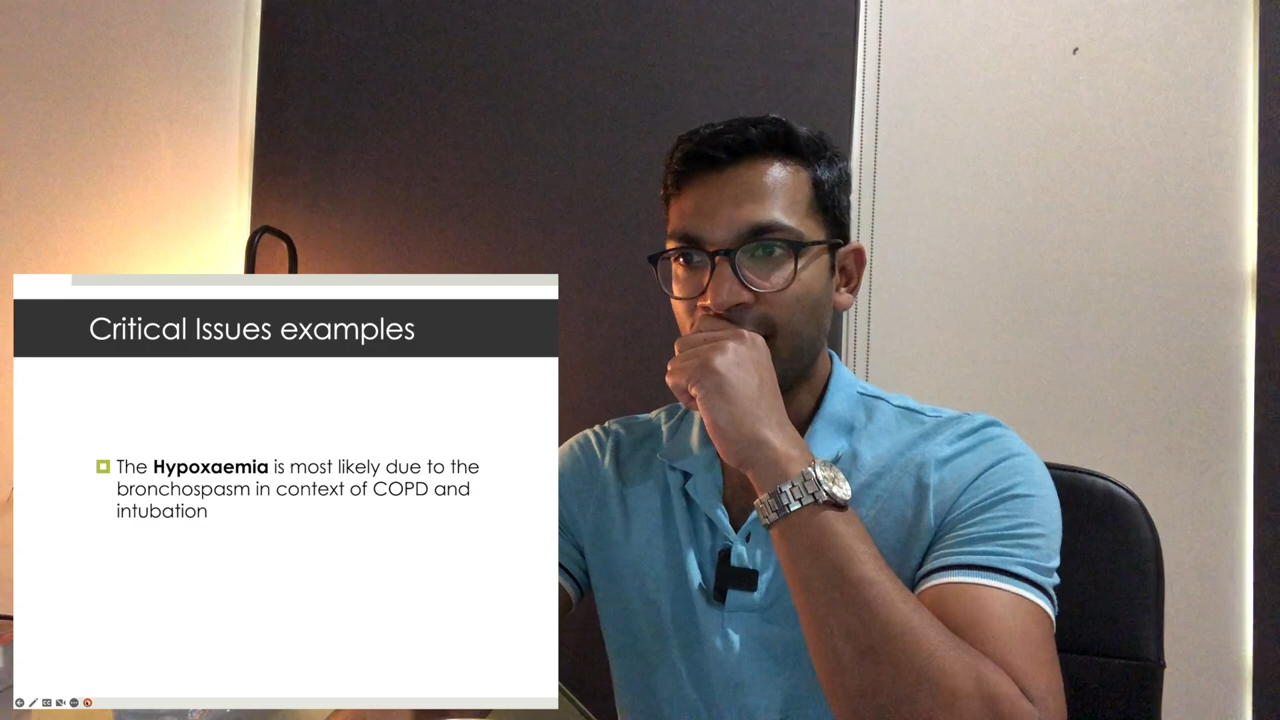 Critical Issues examples
The Hypoxaemia is most likely due to the
bronchospasm in context of COPD and
intubation